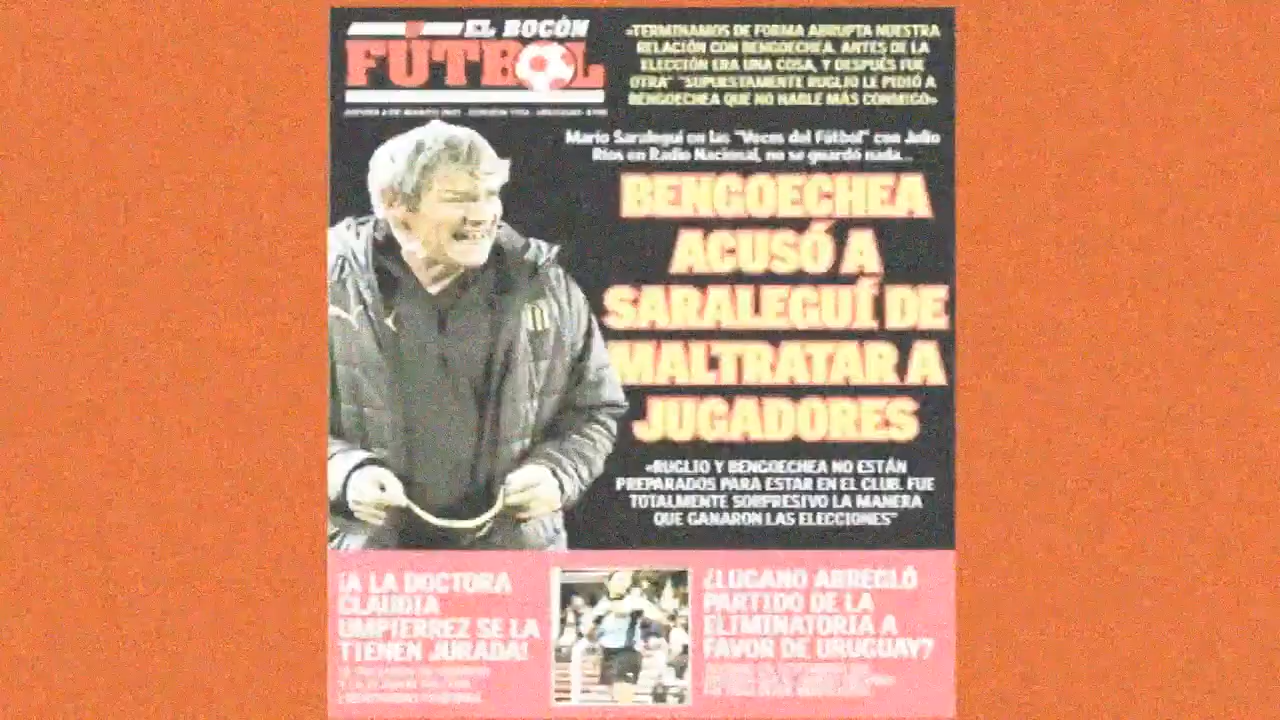 EL BOCÓN
FÚTBOL
«TERMINAMOS DE FORMA ABRUPTA NUESTRA
RELACIÓN CON BENGOECHEA. ANTES DE LA
ELECCIÓN ERA UNA COSA, Y DESPUÉS FUE
OTRA" "SUPUESTAMENTE RUGLIO LE PIDIÓ A
BENGOECHEA QUE NO HABLE MÁS CONMIGO»
Mario Saralegui en las "Voces del Fútbol" con Julio
Ríos en Radio Nacional, no se guardó nada...
BENGOECHEA
ACUSÓ A
SARALEGUÍ DE
MALTRATAR A
JUGADORES
«RUGLIO Y BENGOECHEA NO ESTÁN
PREPARADOS PARA ESTAR EN EL CLUB. FUE
TOTALMENTE SORPRESIVO LA MANERA
QUE GANARON LAS ELECCIONES"
¡A LA DOCTORA
CLAUDIA
UMPIERREZ SE LA
TIENEN JURADA!
¿LUGANO ARREGLÓ
PARTIDO DE LA
ELIMINATORIA A
FAVOR DE URUGUAY?